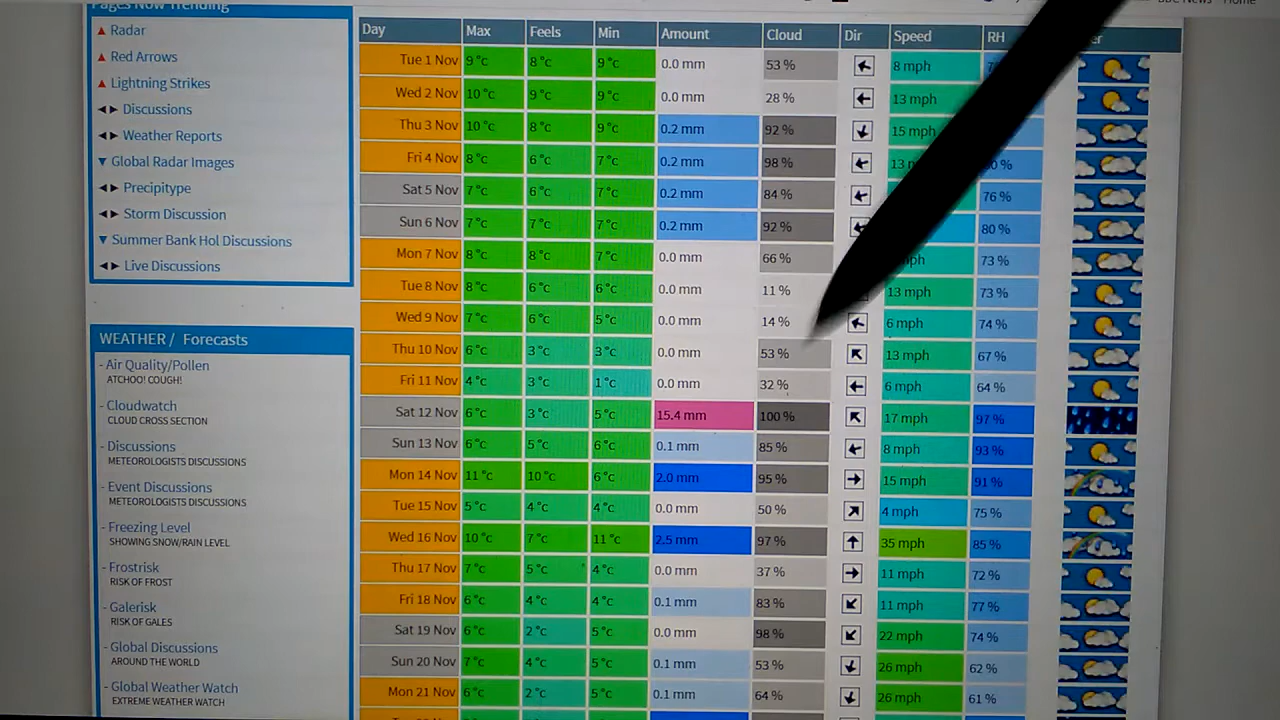 Pages Now Trending
▲ Radar
▲ Red Arrows
▲ Lightning Strikes
◄► Discussions
◄► Weather Reports
▼ Global Radar Images
◄► Precipitype
◄► Storm Discussion
▼ Summer Bank Hol Discussions
◄► Live Discussions
WEATHER / Forecasts
- Air Quality/Pollen
ATCHOO! COUGH!
- Cloudwatch
CLOUD CROSS SECTION
- Discussions
METEOROLOGISTS DISCUSSIONS
- Event Discussions
METEOROLOGISTS DISCUSSIONS
- Freezing Level
SHOWING SNOW/RAIN LEVEL
- Frostrisk
RISK OF FROST
- Galerisk
RISK OF GALES
- Global Discussions
AROUND THE WORLD
- Global Weather Watch
EXTREME WEATHER WATCH
BBC News - Home
Day Max Feels Min Amount Cloud Dir Speed RH
Tue 1 Nov 9°c 8°c 9°c 0.0 mm 53 % 8 mph
Wed 2 Nov 10°c 9°c 9°c 0.0 mm 28 % 13 mph
Thu 3 Nov 10°c 8°c 9°c 0.2 mm 92 % 15 mph
Fri 4 Nov 8°c 6°c 7°c 0.2 mm 98 % 13
Sat 5 Nov 7°c 6°c 7°c 0.2 mm 84 % 76 %
Sun 6 Nov 7°c 7°c 7°c 0.2 mm 92 % 80 %
Mon 7 Nov 8°c 8°c 7°c 0.0 mm 66 % mph 73 %
Tue 8 Nov 8°c 6°c 6°c 0.0 mm 11 % 13 mph 73 %
Wed 9 Nov 7°c 6°c 5°c 0.0 mm 14 % 6 mph 74 %
Thu 10 Nov 6°c 3°c 3°c 0.0 mm 53 % 13 mph 67 %
Fri 11 Nov 4°c 3°c 1°c 0.0 mm 32 % 6 mph 64 %
Sat 12 Nov 6°c 3°c 5°c 15.4 mm 100 % 17 mph 97 %
Sun 13 Nov 6°c 5°c 6°c 0.1 mm 85 % 8 mph 93 %
Mon 14 Nov 11°c 10°c 6°c 2.0 mm 95 % 15 mph 91 %
Tue 15 Nov 5°c 4°c 4°c 0.0 mm 50 % 4 mph 75 %
Wed 16 Nov 10°c 7°c 11°c 2.5 mm 97 % 35 mph 85 %
Thu 17 Nov 7°c 5°c 4°c 0.0 mm 37 % 11 mph 72 %
Fri 18 Nov 6°c 4°c 4°c 0.1 mm 83 % 11 mph 77 %
Sat 19 Nov 6°c 2°c 5°c 0.0 mm 98 % 22 mph 74 %
Sun 20 Nov 7°c 4°c 5°c 0.1 mm 53 % 26 mph 62 %
Mon 21 Nov 6°c 2°c 5°c 0.1 mm 64 % 26 mph 61 %